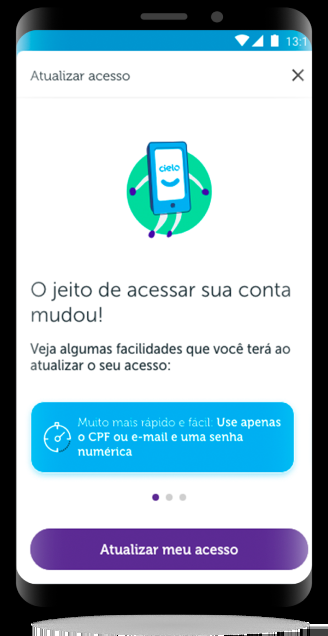 13:1
Atualizar acesso
cielo
O jeito de acessar sua conta
mudou!
Veja algumas facilidades que você terá ao
atualizar o seu acesso:
Muito mais rápido e fácil: Use apenas
o CPF ou e-mail e uma senha
numérica
Atualizar meu acesso